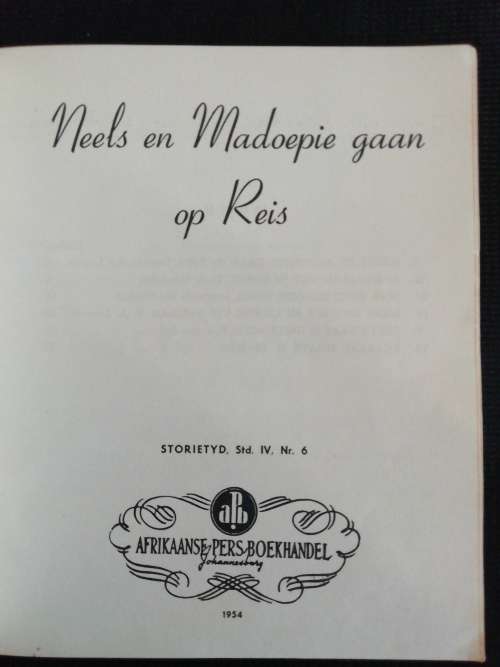 Neels en Madoepie gaan
op Reis
STORIETYD, Std. IV, Nr. 6
aPb
AFRIKAANSE PERS BOEKHANDEL
Johannesburg
1954